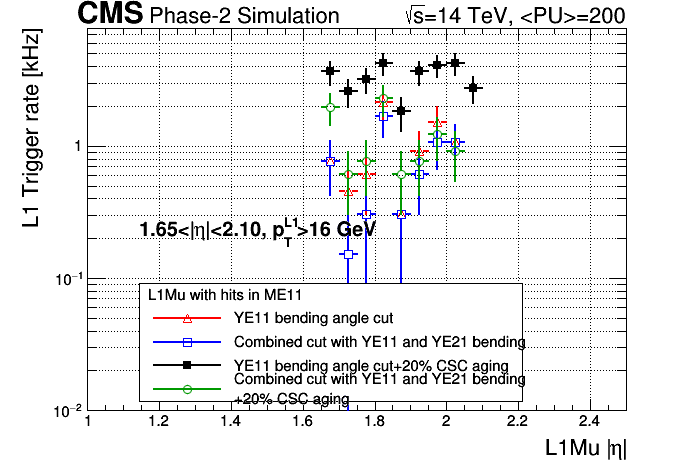 CMS Phase-2 Simulation √s=14 TeV, <PU>=200
L1 Trigger rate [kHz]
1
10⁻¹
10⁻²
1.65<|η|<2.10, p_T^L1>16 GeV
L1Mu with hits in ME11
YE11 bending angle cut
Combined cut with YE11 and YE21 bending
YE11 bending angle cut+20% CSC aging
Combined cut with YE11 and YE21 bending
+20% CSC aging
1 1.2 1.4 1.6 1.8 2 2.2 2.4
L1Mu |η|